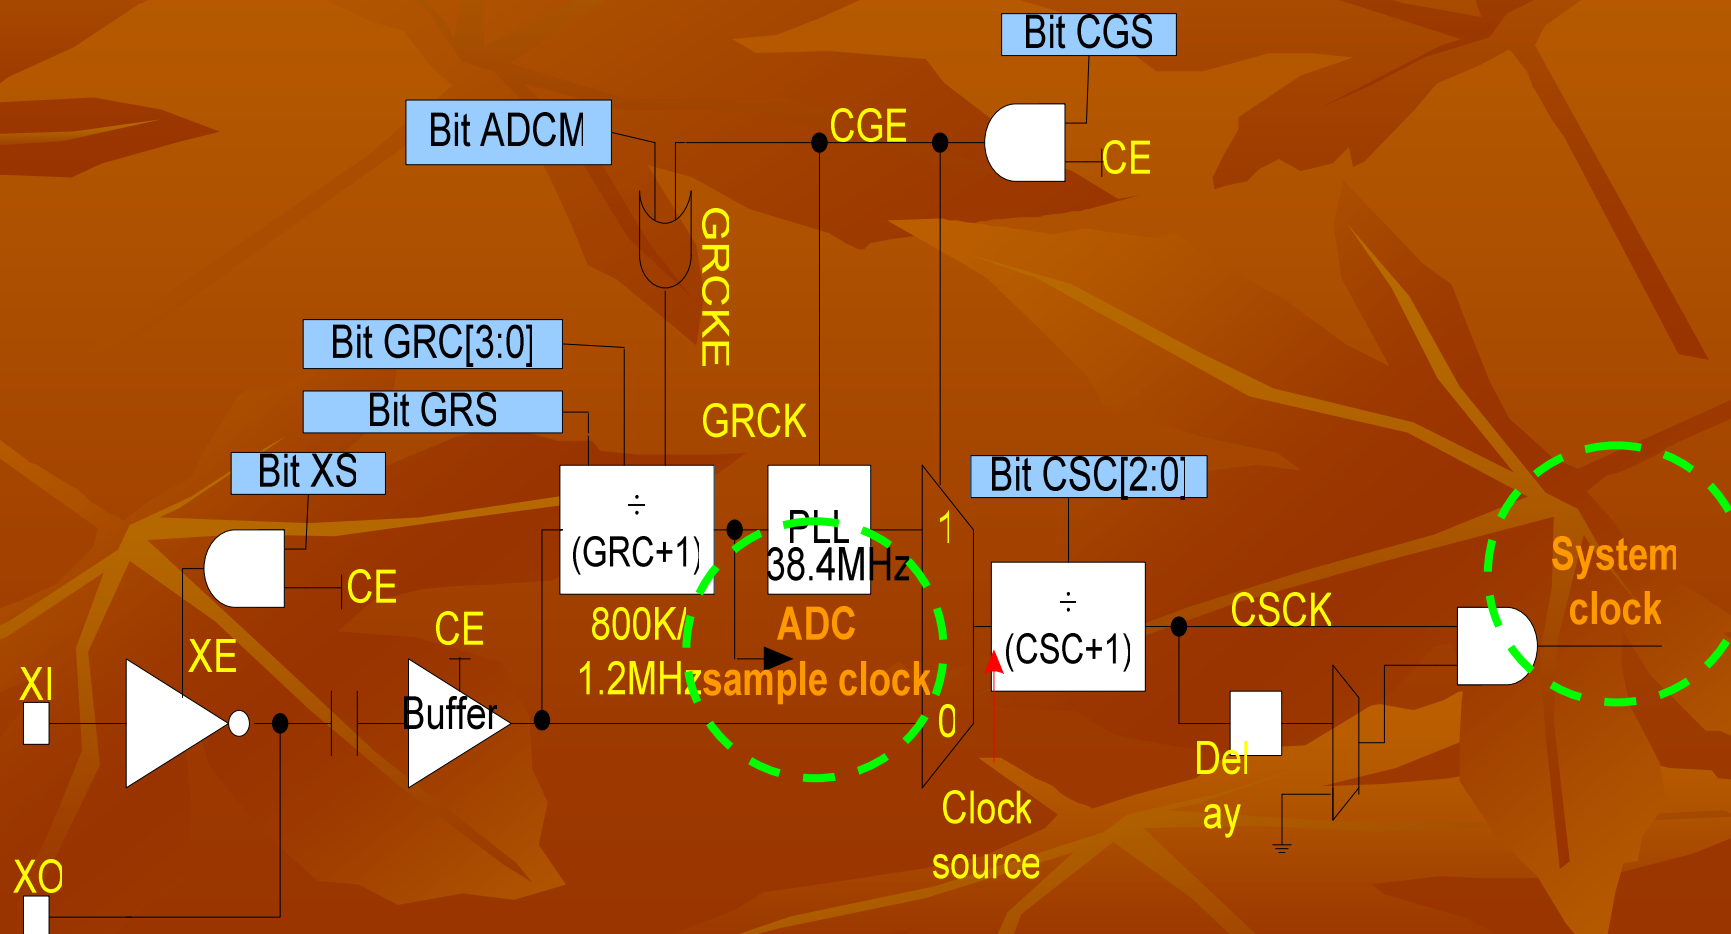 Bit CGS
Bit ADCM
CGE
CE
GRCKE
Bit GRC[3:0]
Bit GRS
GRCK
Bit XS
Bit CSC[2:0]
÷
(GRC+1)
PLL
38.4MHz
1
System
clock
CE
XE
CE
800K/
1.2MHz
ADC
sample clock
÷
(CSC+1)
CSCK
XI
Buffer
0
Del
ay
Clock
source
XO